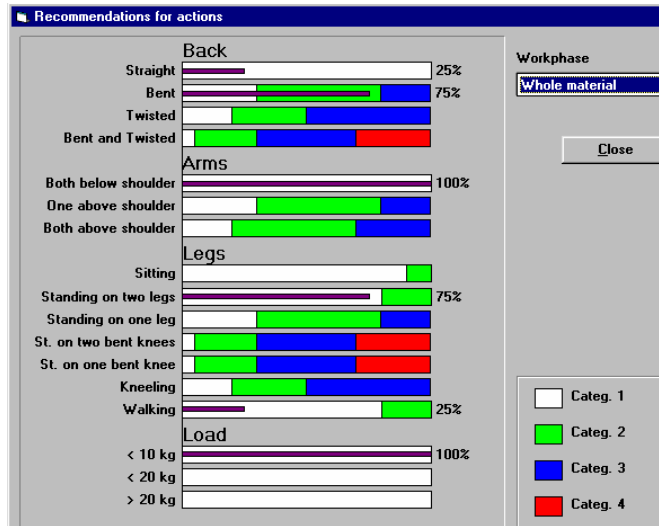 Recommendations for actions
Back
Straight 25%
Bent 75%
Twisted
Bent and Twisted
Arms
Both below shoulder 100%
One above shoulder
Both above shoulder
Legs
Sitting
Standing on two legs 75%
Standing on one leg
St. on two bent knees
St. on one bent knee
Kneeling
Walking 25%
Load
< 10 kg 100%
< 20 kg
> 20 kg
Workphase
Whole material
Close
Categ. 1
Categ. 2
Categ. 3
Categ. 4